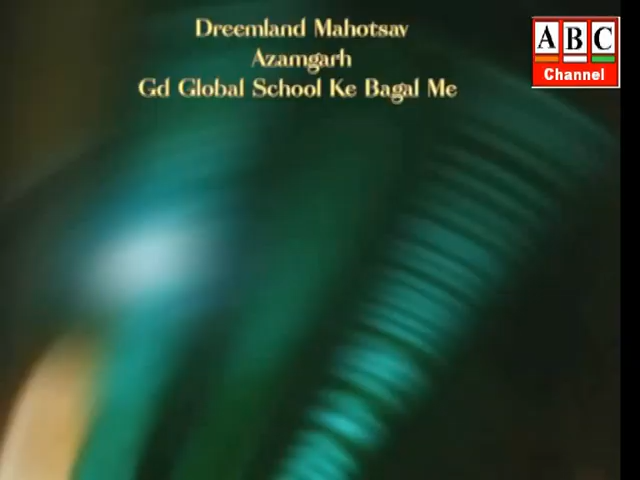 Dreemland Mahotsav
Azamgarh
Gd Global School Ke Bagal Me
ABC
Channel